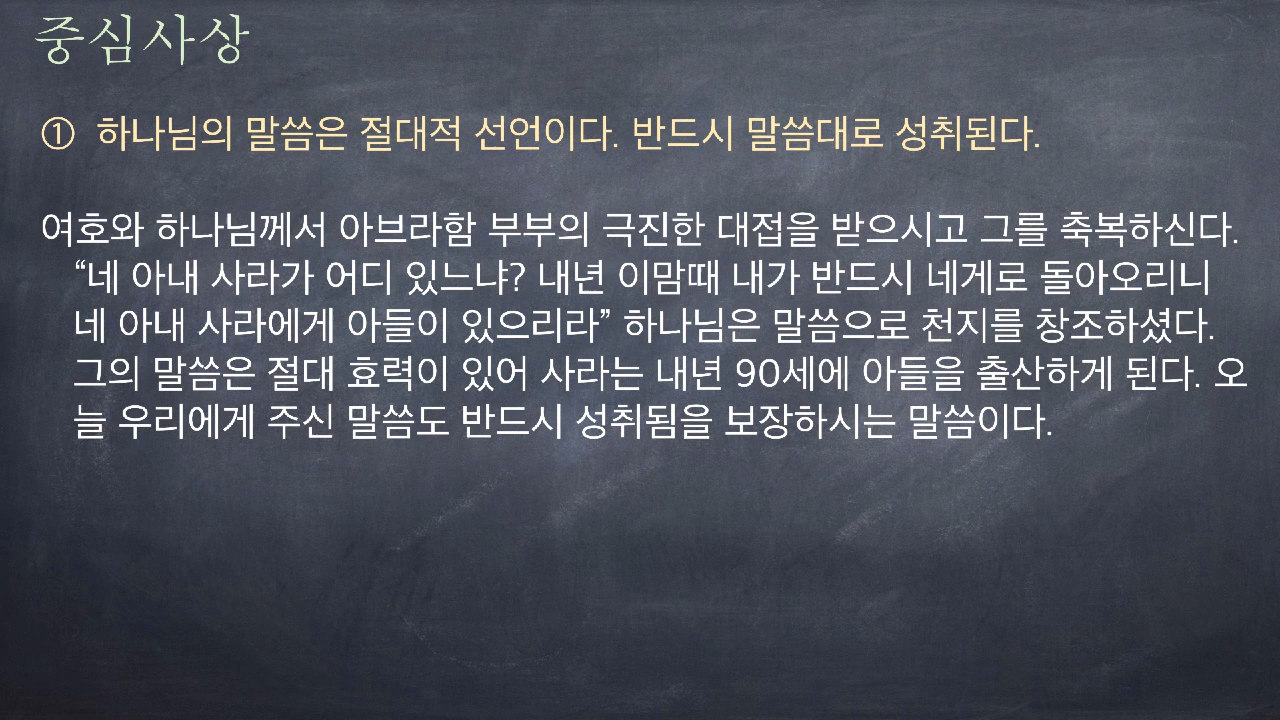 중심사상
① 하나님의 말씀은 절대적 선언이다. 반드시 말씀대로 성취된다.
여호와 하나님께서 아브라함 부부의 극진한 대접을 받으시고 그를 축복하신다.
“네 아내 사라가 어디 있느냐? 내년 이맘때 내가 반드시 네게로 돌아오리니
네 아내 사라에게 아들이 있으리라” 하나님은 말씀으로 천지를 창조하셨다.
그의 말씀은 절대 효력이 있어 사라는 내년 90세에 아들을 출산하게 된다. 오
늘 우리에게 주신 말씀도 반드시 성취됨을 보장하시는 말씀이다.